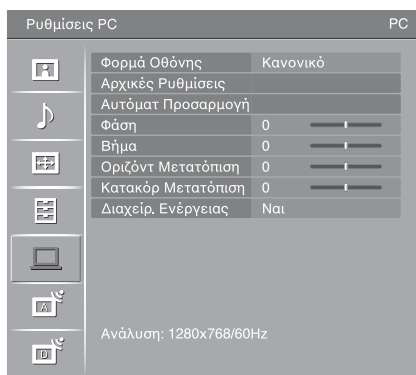 Ρυθμίσεις PC PC
Φορμά Οθόνης Κανονικό
Αρχικές Ρυθμίσεις
Αυτόματ Προσαρμογή
Φάση 0
Βήμα 0
Οριζόντ Μετατόπιση 0
Κατακόρ Μετατόπιση 0
Διαχείρ. Ενέργειας Ναι
A
D
Ανάλυση: 1280x768/60Hz